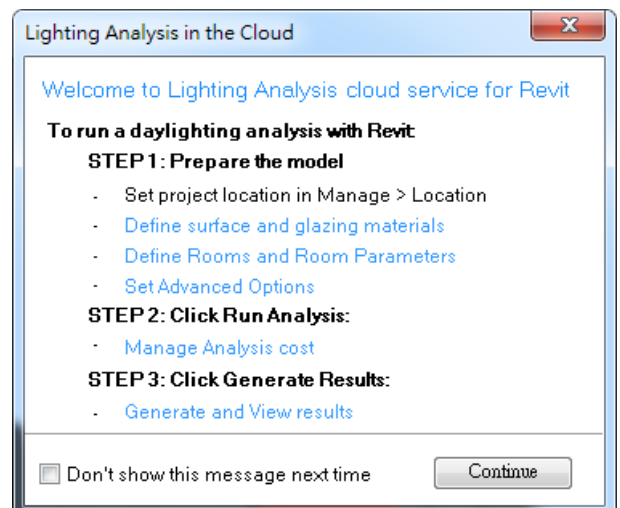 Lighting Analysis in the Cloud
Welcome to Lighting Analysis cloud service for Revit
To run a daylighting analysis with Revit:
STEP 1: Prepare the model
- Set project location in Manage > Location
- Define surface and glazing materials
- Define Rooms and Room Parameters
- Set Advanced Options
STEP 2: Click Run Analysis:
- Manage Analysis cost
STEP 3: Click Generate Results:
- Generate and View results
Don't show this message next time
Continue